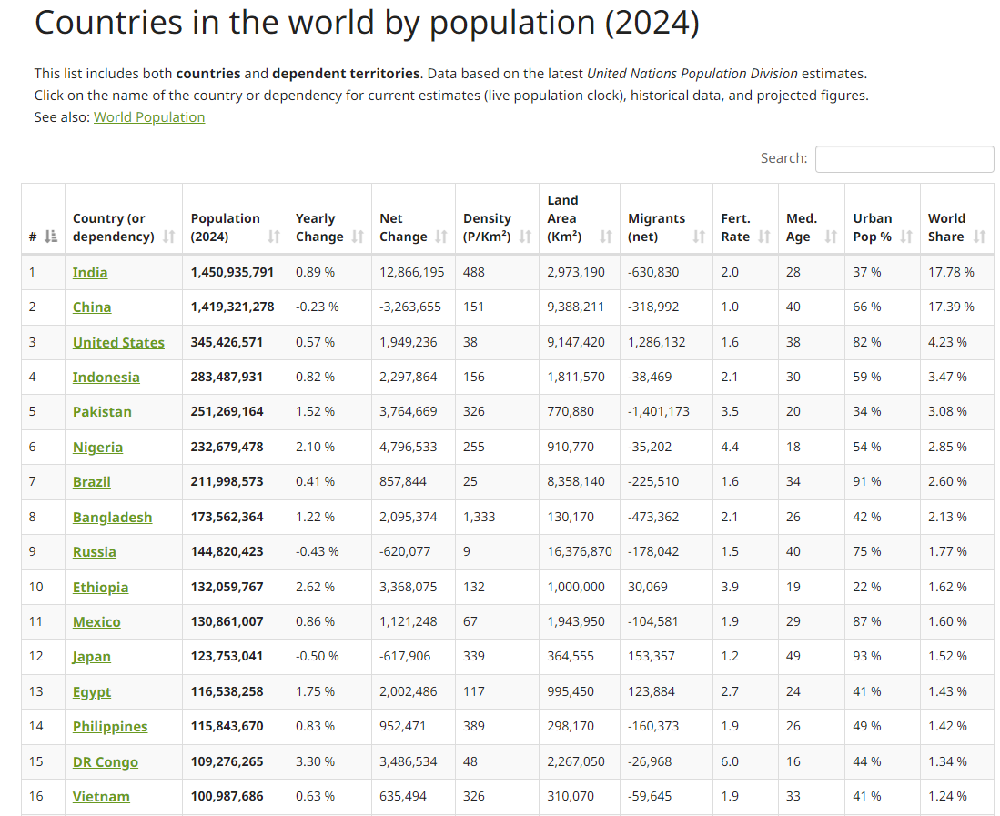 Countries in the world by population (2024)
This list includes both countries and dependent territories. Data based on the latest United Nations Population Division estimates.
Click on the name of the country or dependency for current estimates (live population clock), historical data, and projected figures.
See also: World Population
Search:
# Country (or dependency) Population (2024) Yearly Change Net Change Density (P/Km²) Land Area (Km²) Migrants (net) Fert. Rate Med. Age Urban Pop % World Share
1 India 1,450,935,791 0.89 % 12,866,195 488 2,973,190 -630,830 2.0 28 37 % 17.78 %
2 China 1,419,321,278 -0.23 % -3,263,655 151 9,388,211 -318,992 1.0 40 66 % 17.39 %
3 United States 345,426,571 0.57 % 1,949,236 38 9,147,420 1,286,132 1.6 38 82 % 4.23 %
4 Indonesia 283,487,931 0.82 % 2,297,864 156 1,811,570 -38,469 2.1 30 59 % 3.47 %
5 Pakistan 251,269,164 1.52 % 3,764,669 326 770,880 -1,401,173 3.5 20 34 % 3.08 %
6 Nigeria 232,679,478 2.10 % 4,796,533 255 910,770 -35,202 4.4 18 54 % 2.85 %
7 Brazil 211,998,573 0.41 % 857,844 25 8,358,140 -225,510 1.6 34 91 % 2.60 %
8 Bangladesh 173,562,364 1.22 % 2,095,374 1,333 130,170 -473,362 2.1 26 42 % 2.13 %
9 Russia 144,820,423 -0.43 % -620,077 9 16,376,870 -178,042 1.5 40 75 % 1.77 %
10 Ethiopia 132,059,767 2.62 % 3,368,075 132 1,000,000 30,069 3.9 19 22 % 1.62 %
11 Mexico 130,861,007 0.86 % 1,121,248 67 1,943,950 -104,581 1.9 29 87 % 1.60 %
12 Japan 123,753,041 -0.50 % -617,906 339 364,555 153,357 1.2 49 93 % 1.52 %
13 Egypt 116,538,258 1.75 % 2,002,486 117 995,450 123,884 2.7 24 41 % 1.43 %
14 Philippines 115,843,670 0.83 % 952,471 389 298,170 -160,373 1.9 26 49 % 1.42 %
15 DR Congo 109,276,265 3.30 % 3,486,534 48 2,267,050 -26,968 6.0 16 44 % 1.34 %
16 Vietnam 100,987,686 0.63 % 635,494 326 310,070 -59,645 1.9 33 41 % 1.24 %